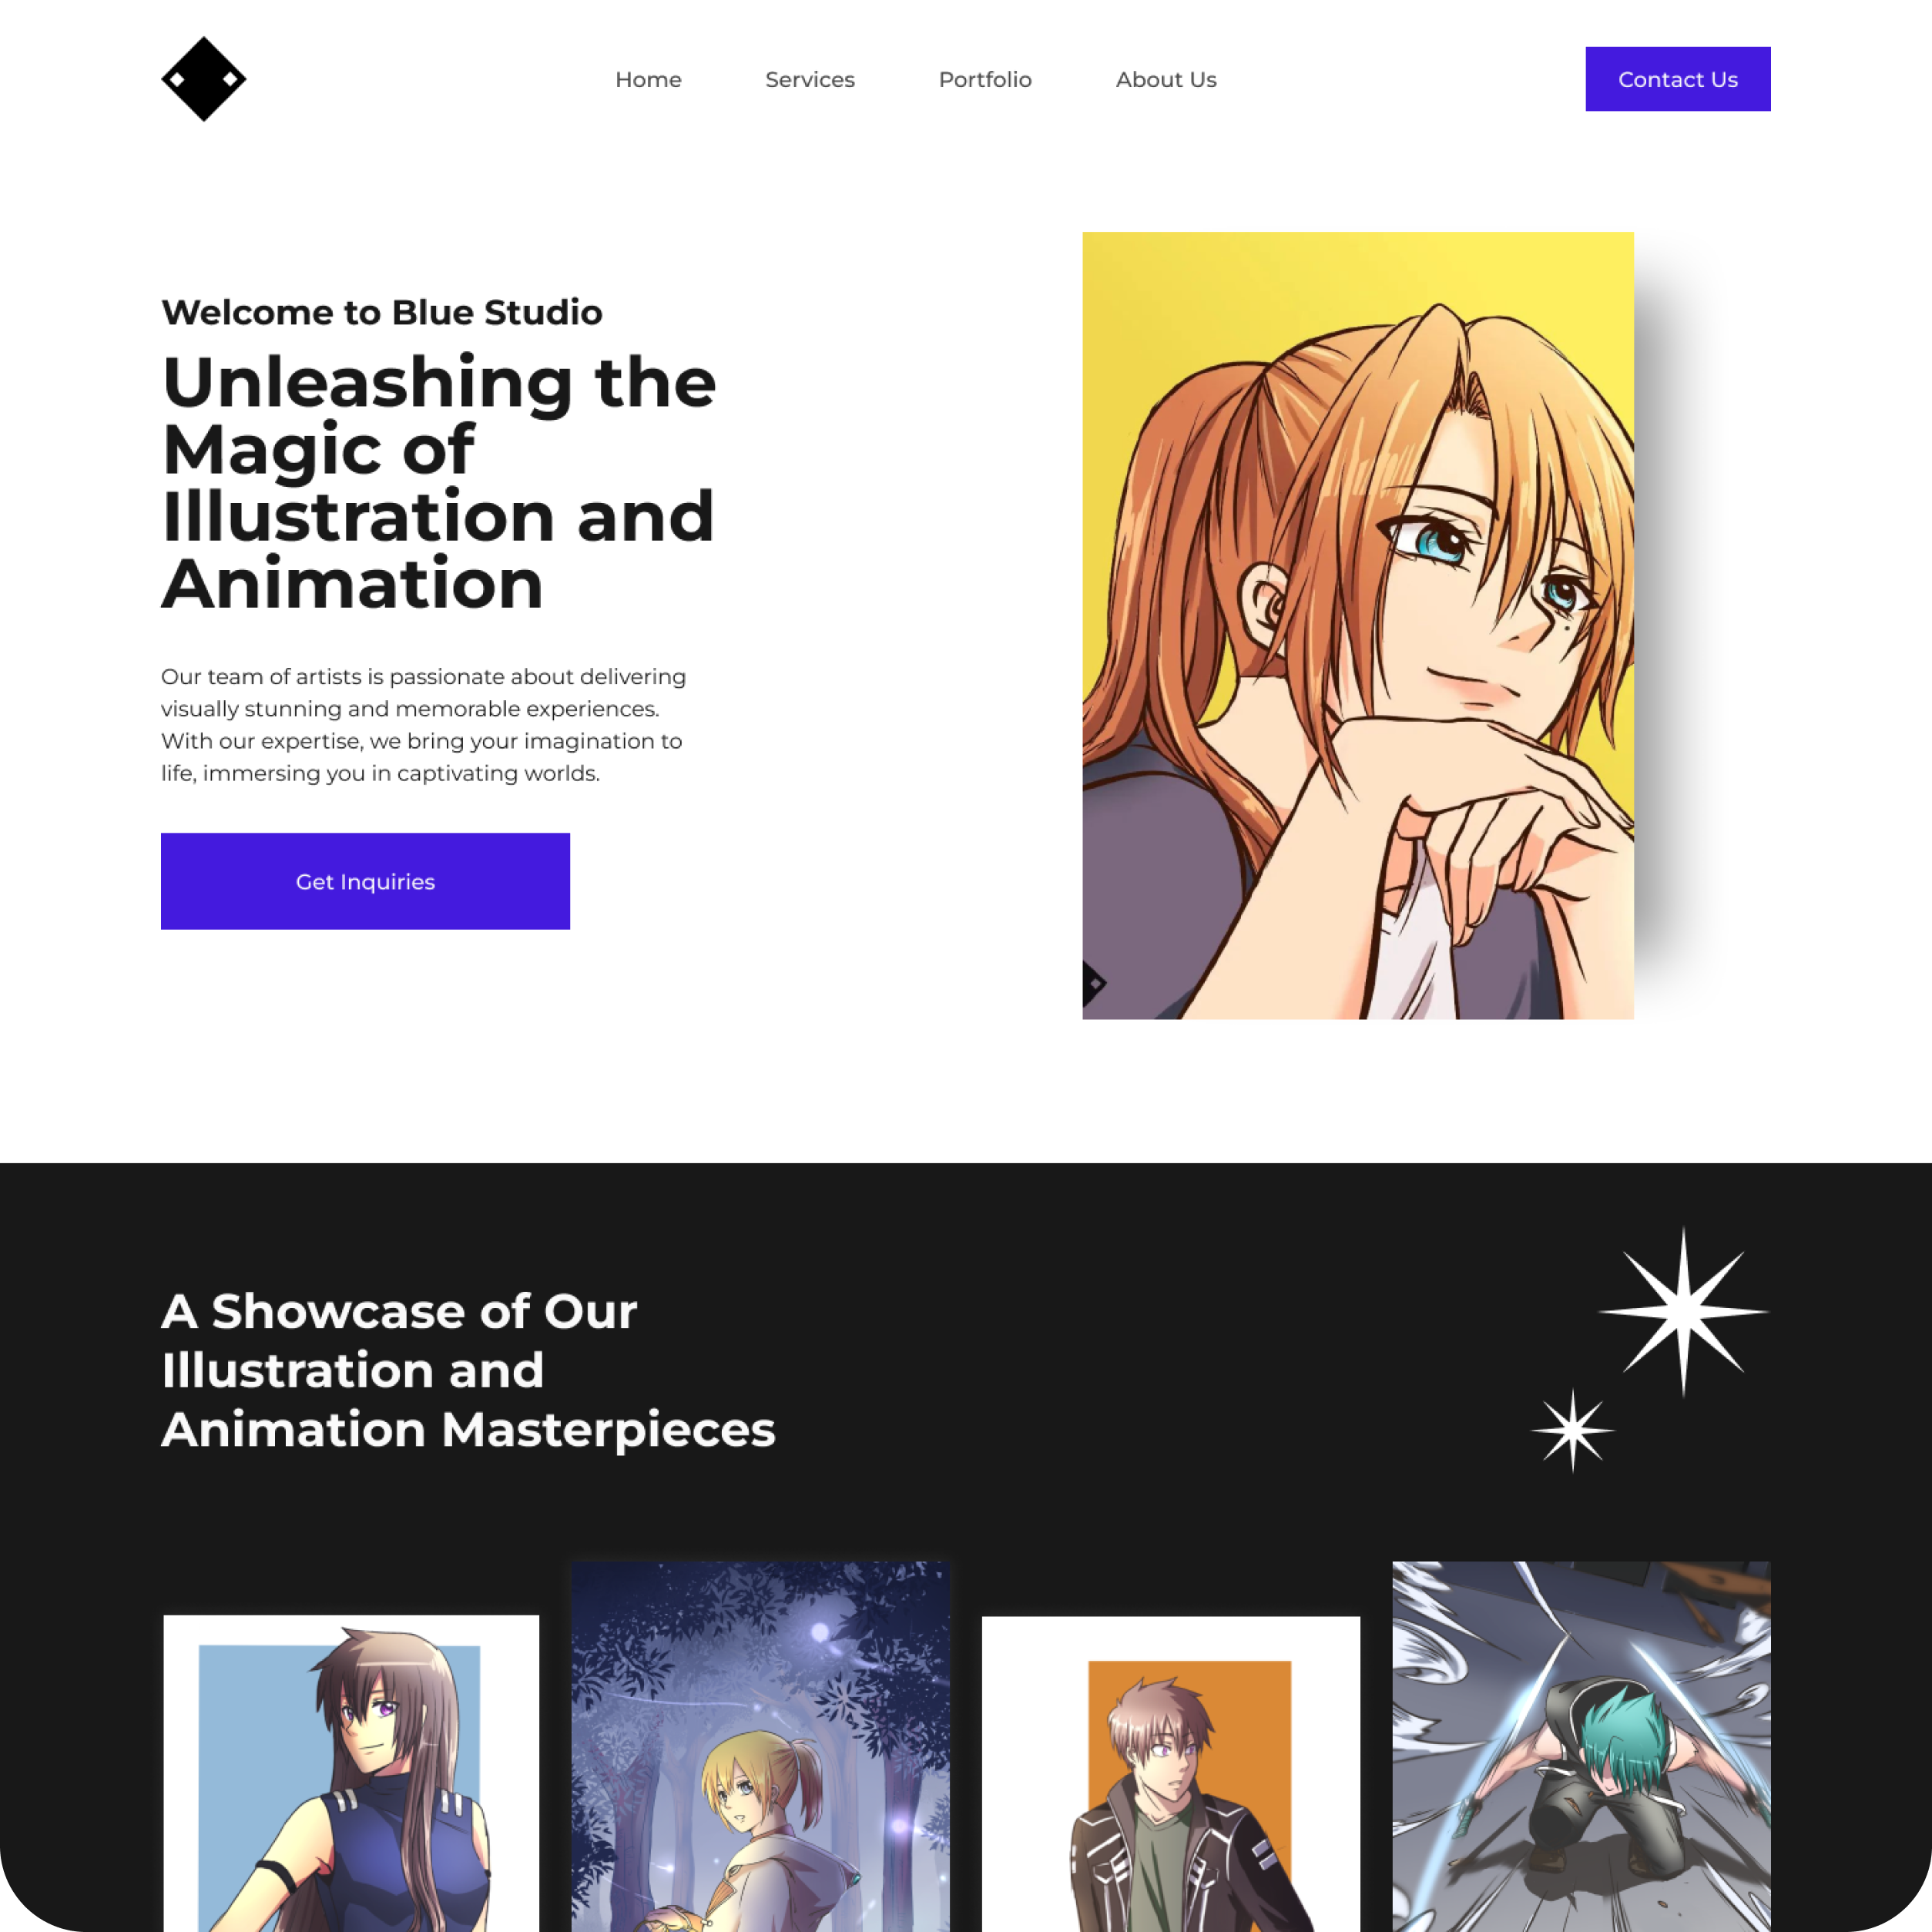 Home
Services
Portfolio
About Us
Contact Us
Welcome to Blue Studio
Unleashing the
Magic of
Illustration and
Animation
Our team of artists is passionate about delivering
visually stunning and memorable experiences.
With our expertise, we bring your imagination to
life, immersing you in captivating worlds.
Get Inquiries
A Showcase of Our
Illustration and
Animation Masterpieces